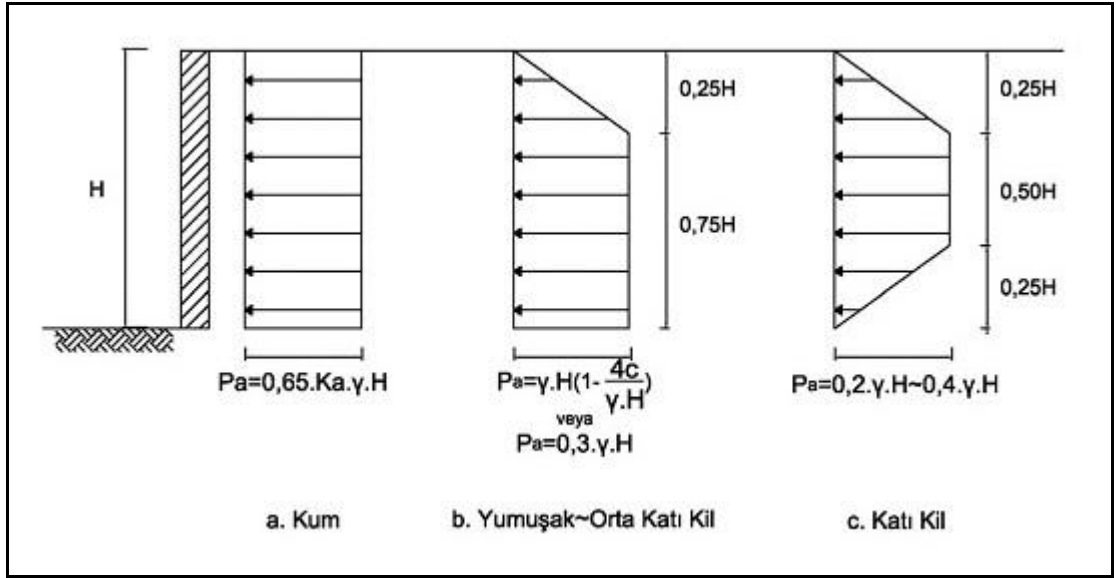 H
0,25H
0,75H
0,25H
0,50H
0,25H
Pa=0,65.Ka.γ.H
Pa=γ.H(1-4c/γ.H)
veya
Pa=0,3.γ.H
Pa=0,2.γ.H~0,4.γ.H
a. Kum
b. Yumuşak~Orta Katı Kil
c. Katı Kil